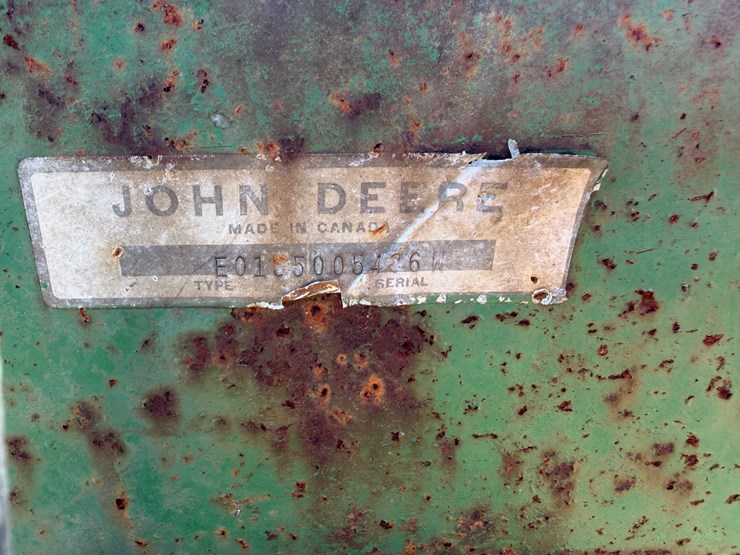 JOHN DEERE
MADE IN CANADA
TYPE SERIAL